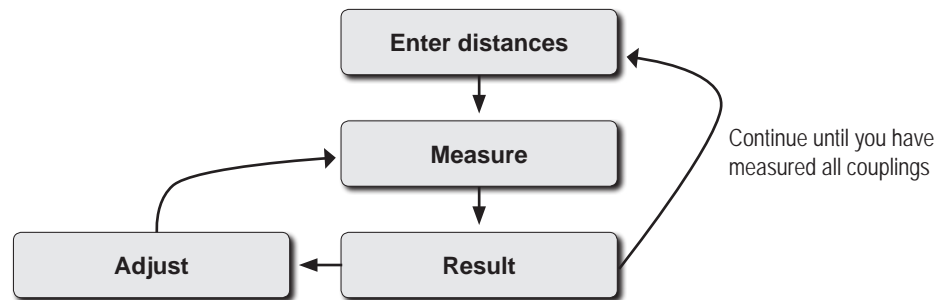 Enter distances
Measure
Continue until you have
measured all couplings
Adjust
Result